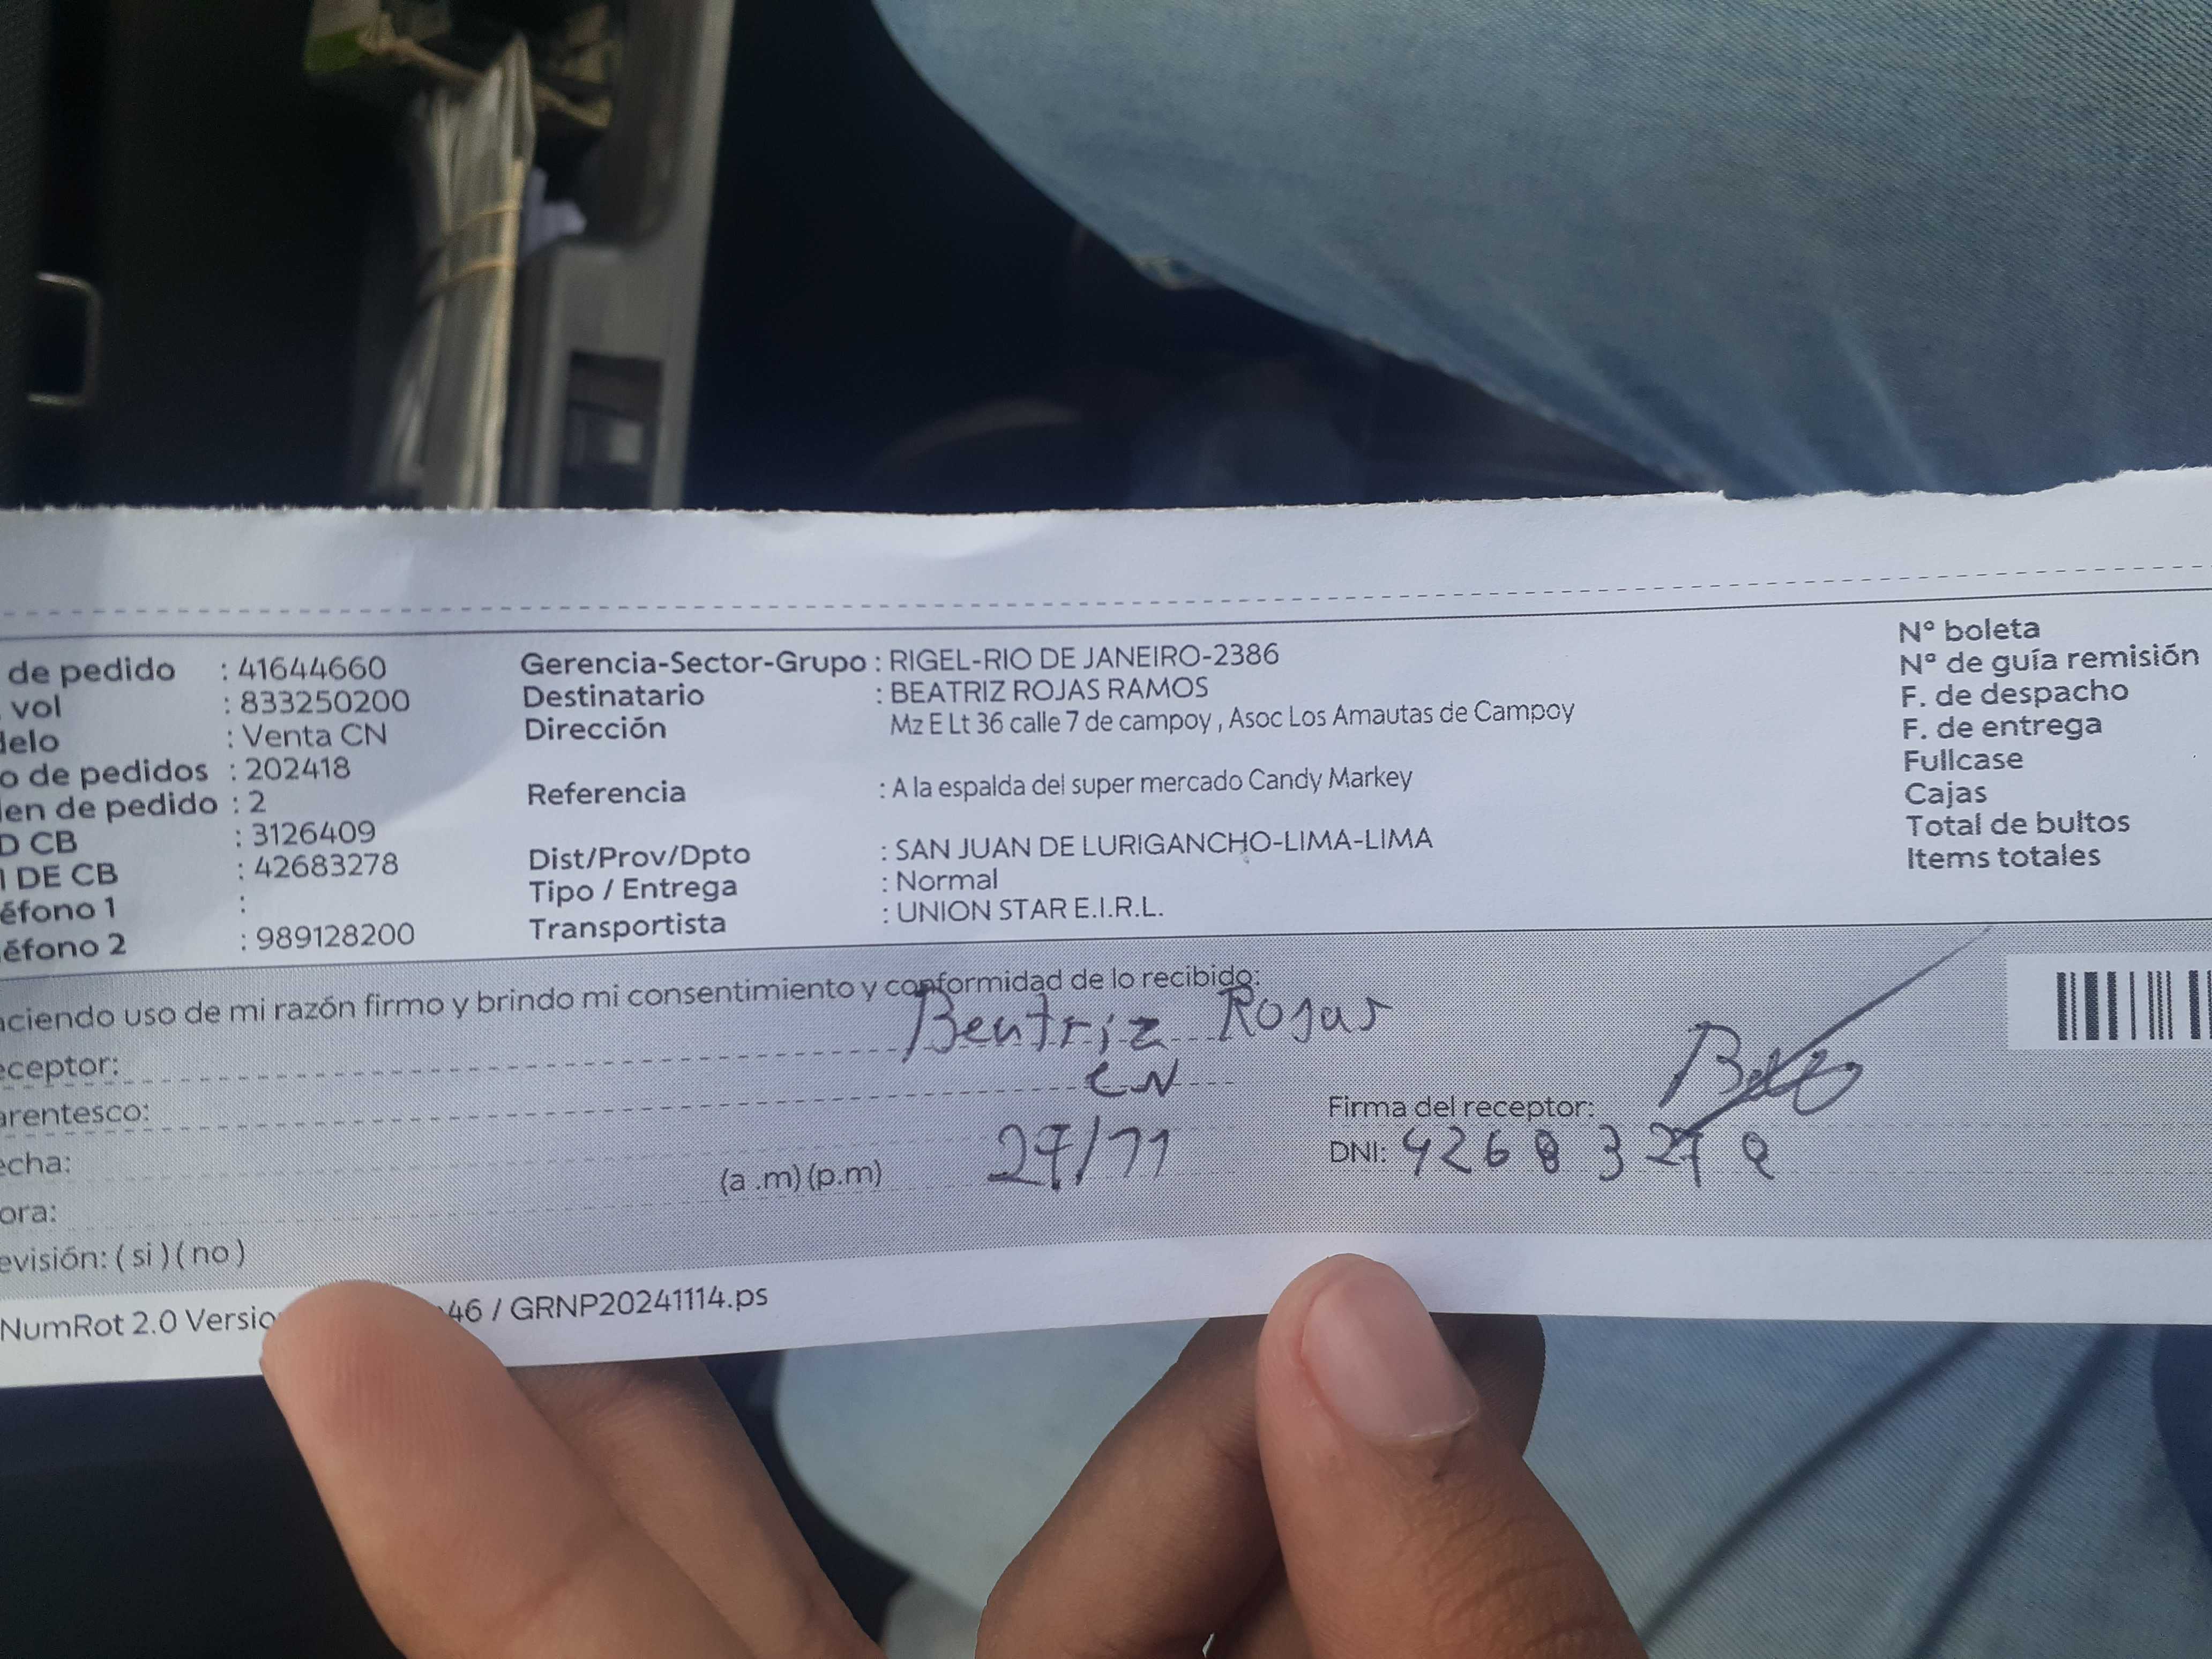 de pedido : 41644660
vol : 833250200
delo : Venta CN
o de pedidos : 202418
en de pedido : 2
D CB : 3126409
I DE CB : 42683278
éfono 1 :
éfono 2 : 989128200
Gerencia-Sector-Grupo : RIGEL-RIO DE JANEIRO-2386
Destinatario : BEATRIZ ROJAS RAMOS
Dirección Mz E Lt 36 calle 7 de campoy , Asoc Los Amautas de Campoy
Referencia : A la espalda del super mercado Candy Markey
Dist/Prov/Dpto : SAN JUAN DE LURIGANCHO-LIMA-LIMA
Tipo / Entrega : Normal
Transportista : UNION STAR E.I.R.L.
N° boleta
N° de guía remisión
F. de despacho
F. de entrega
Fullcase
Cajas
Total de bultos
Items totales
aciendo uso de mi razón firmo y brindo mi consentimiento y conformidad de lo recibido:
eceptor: Beatriz Rojas
arentesco: CN
echa: 27/11
ora: (a .m) (p.m)
evisión: ( si ) ( no )
Firma del receptor:
DNI: 42683278
NumRot 2.0 Versio 46 / GRNP20241114.ps